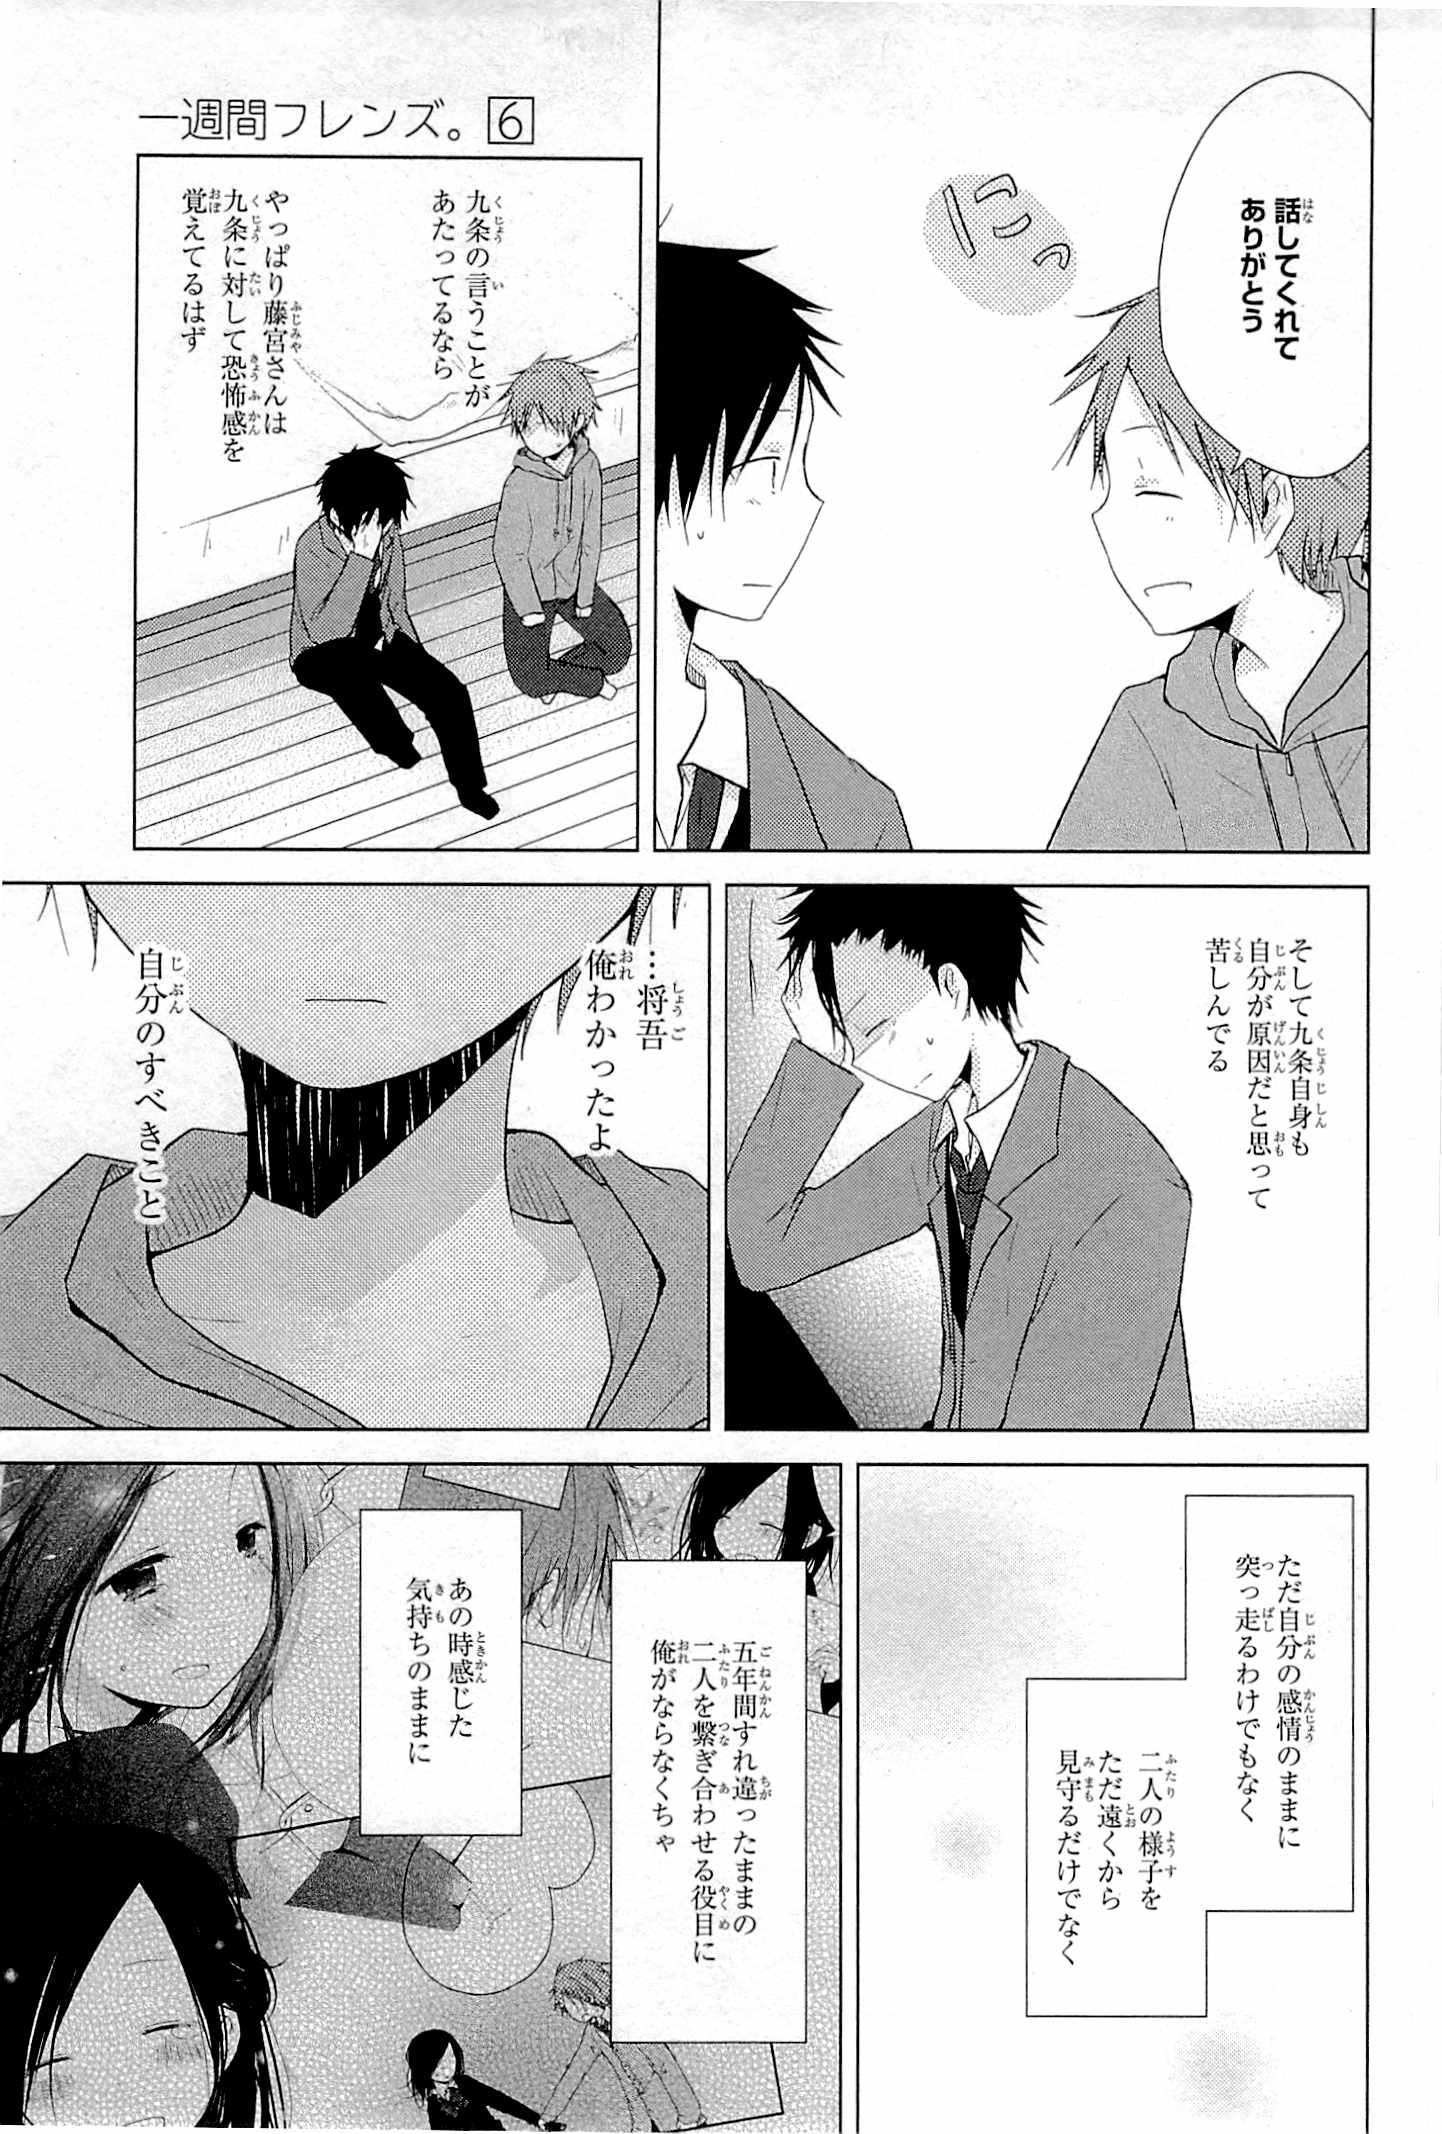 一週間フレンズ。6
話してくれて
ありがとう
にこっ
九条の言うことが
あたってるなら
やっぱり藤宮さんは
九条に対して恐怖感を
覚えてるはず
そして九条自身も
自分が原因だと思って
苦しんでる
…将吾
俺わかったよ
自分のすべきこと
ただ自分の感情のままに
突っ走るわけでもなく
二人の様子を
ただ遠くから
見守るだけでなく
五年間すれ違ったままの
二人を繋ぎ合わせる役目に
俺がならなくちゃ
あの時感じた
気持ちのままに